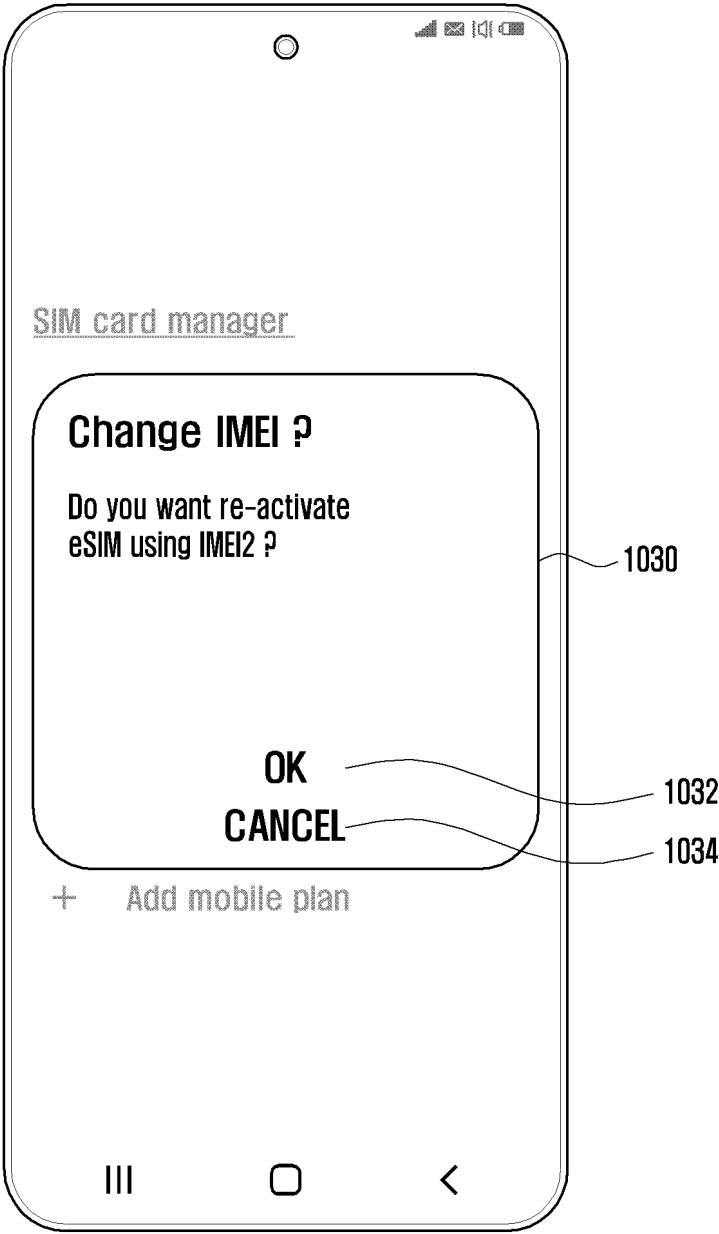 SIM card manager
Change IMEI ?
Do you want re-activate
eSIM using IMEI2 ?
1030
OK
1032
CANCEL
1034
+ Add mobile plan